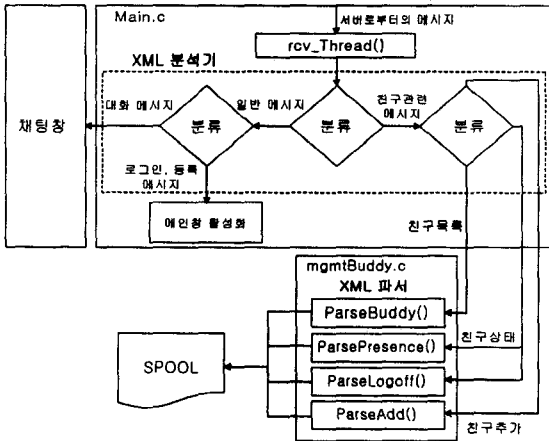 Main.c
서버로부터의 메시지
rcv_Thread()
XML 분석기
대화 메시지
일반 메시지
친구관련
메시지
채팅창
분류
분류
분류
로그인, 등록
메시지
메인창 활성화
친구목록
mgmtBuddy.c
XML 파서
ParseBuddy()
ParsePresence()
친구상태
SPOOL
ParseLogoff()
ParseAdd()
친구추가